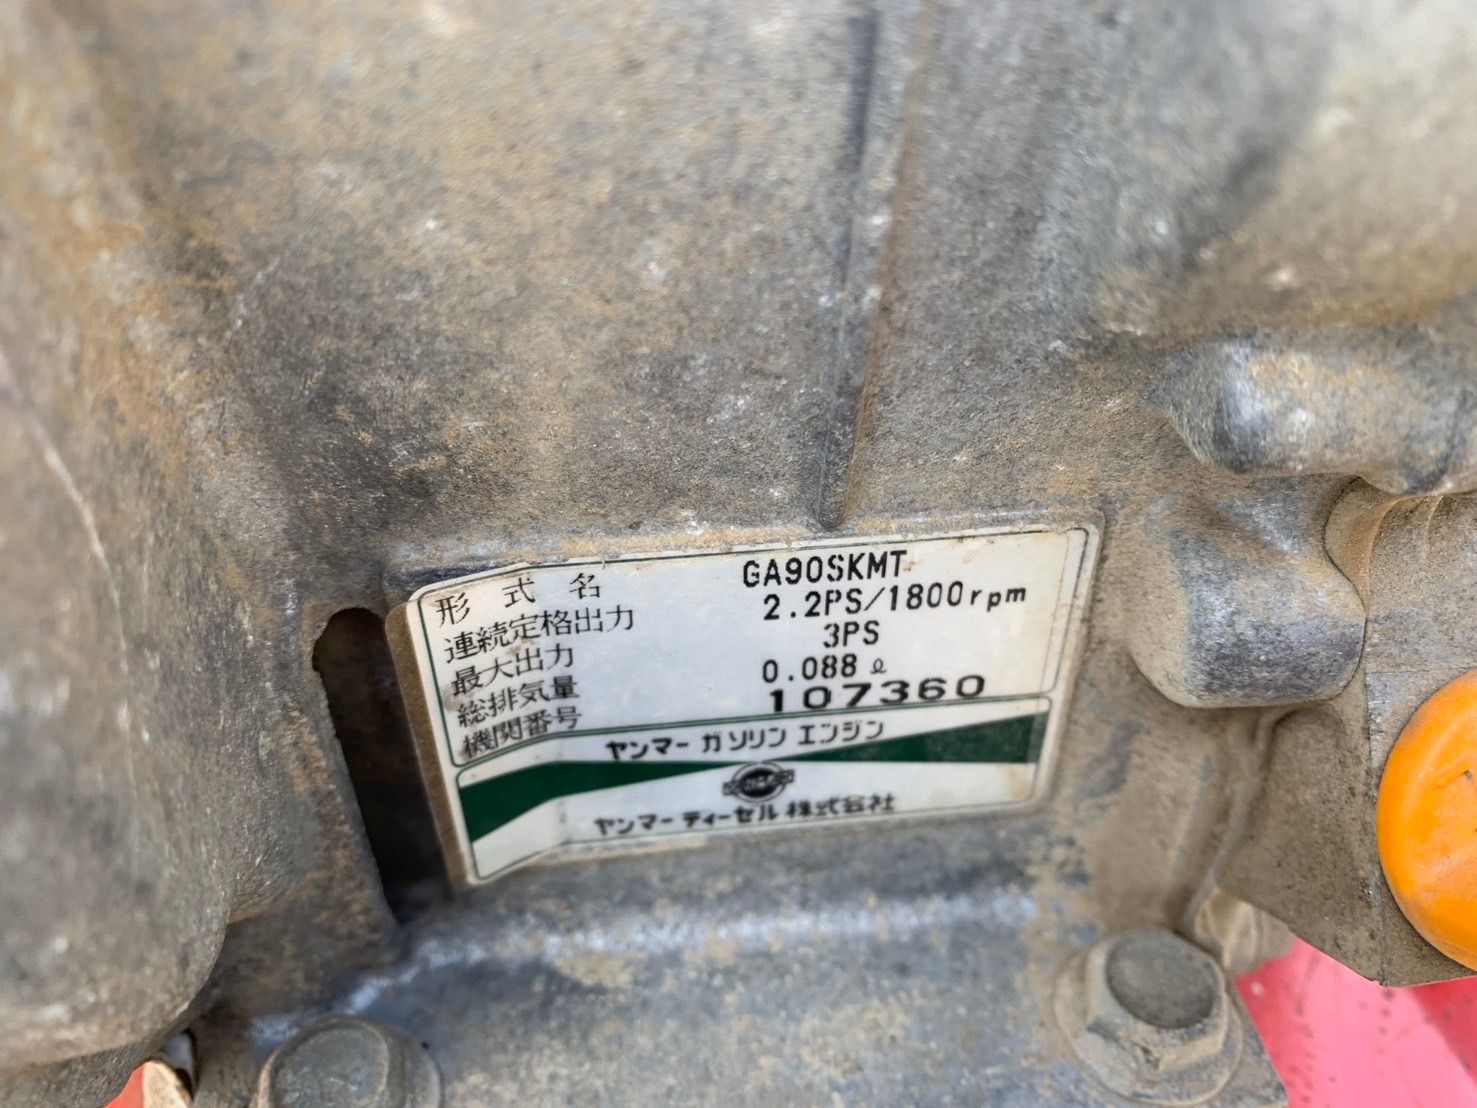 形式名 GA90SKMT
連続定格出力 2.2PS/1800rpm
最大出力 3PS
総排気量 0.088ℓ
機関番号 107360
ヤンマーガソリンエンジン
ヤンマーディーゼル株式会社